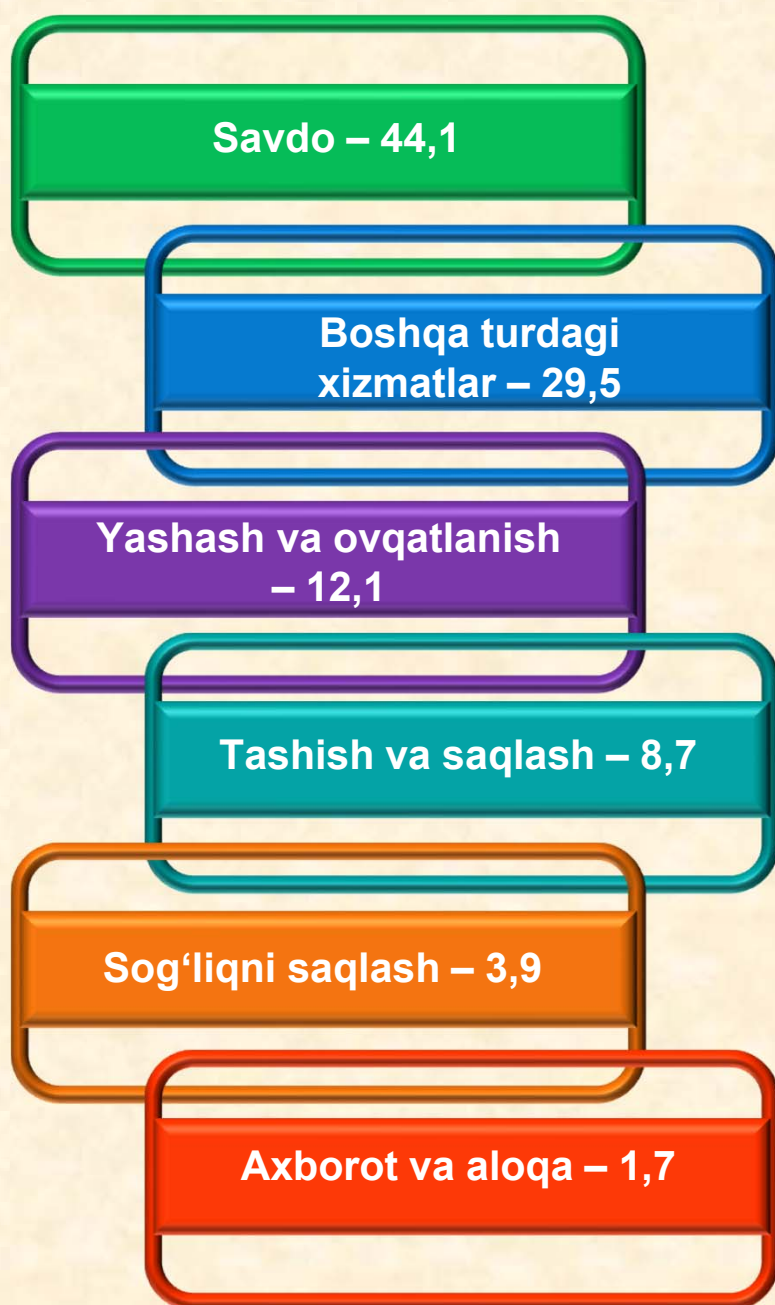 Savdo – 44,1
Boshqa turdagi
xizmatlar – 29,5
Yashash va ovqatlanish
– 12,1
Tashish va saqlash – 8,7
Sog‘liqni saqlash – 3,9
Axborot va aloqa – 1,7